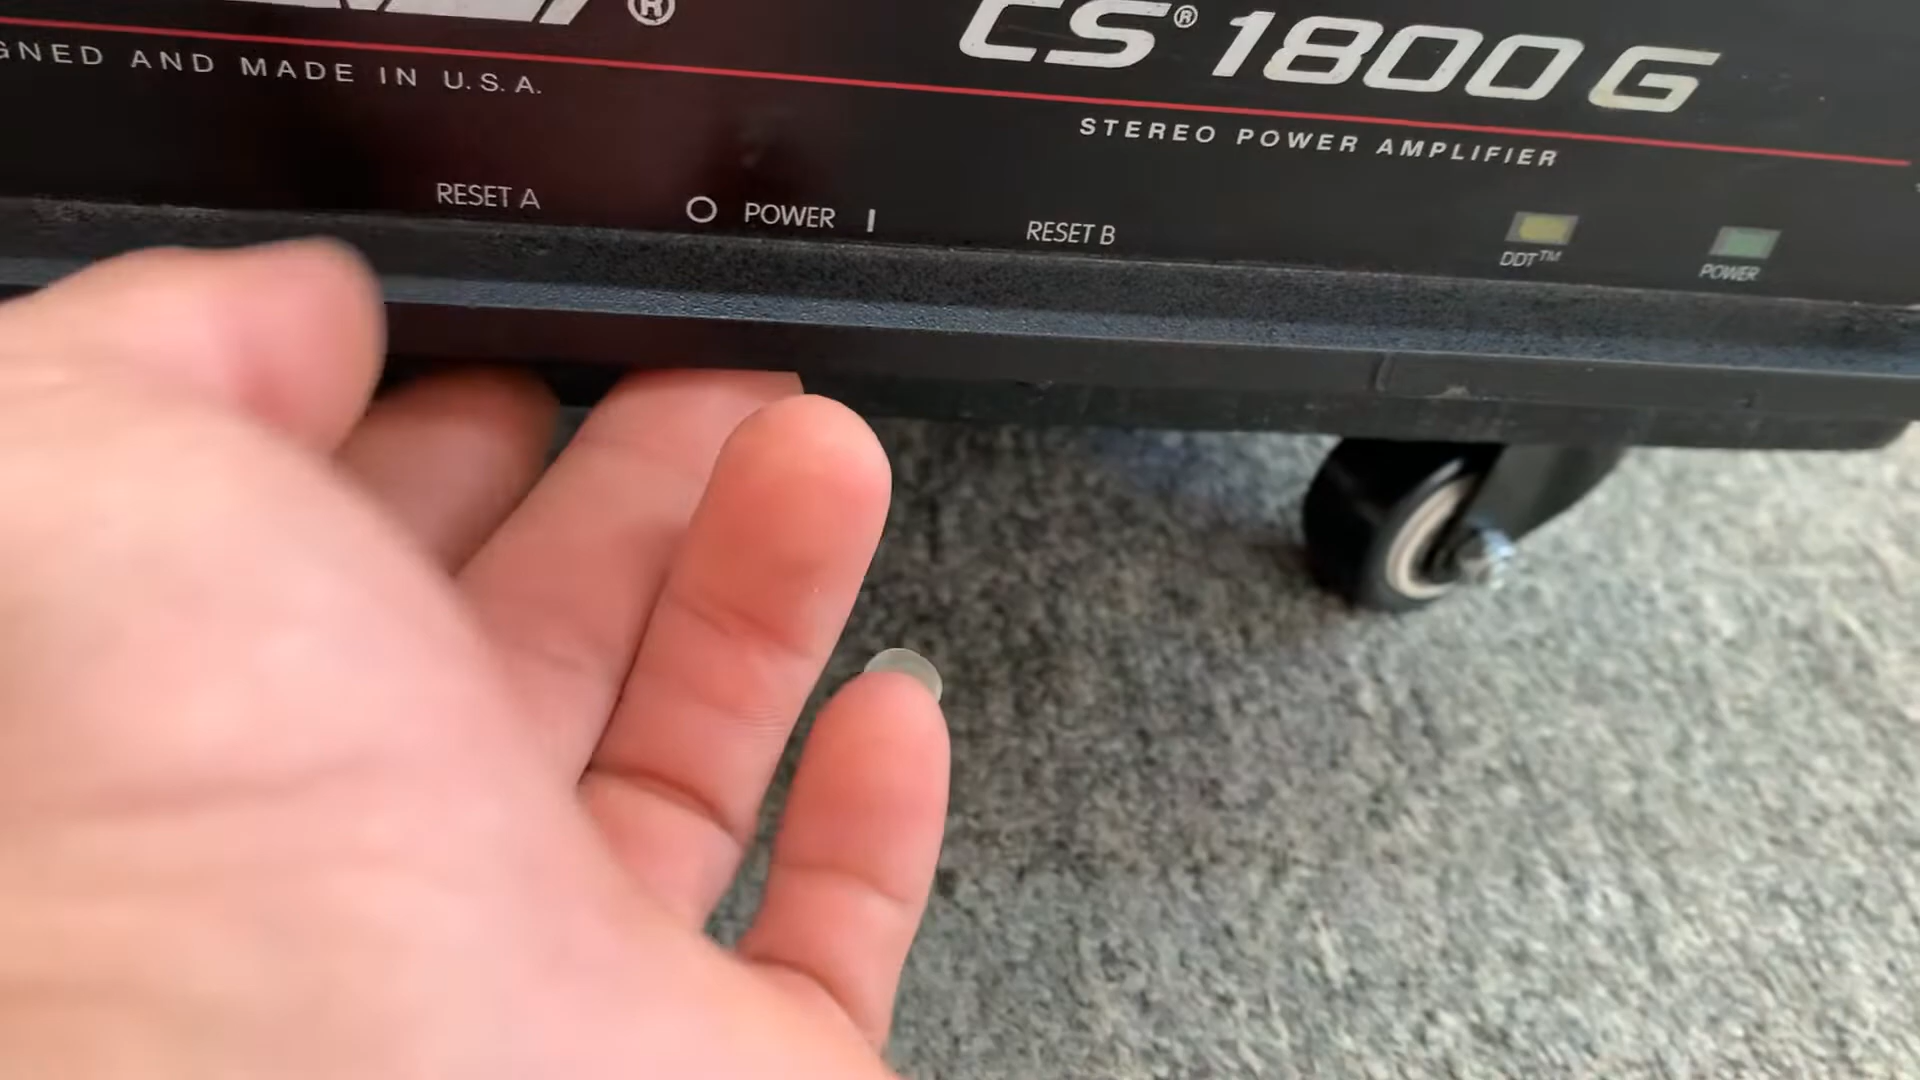 ®
CS® 1800 G
GNED AND MADE IN U.S.A.
STEREO POWER AMPLIFIER
RESET A
O POWER I
RESET B
DDT™
POWER